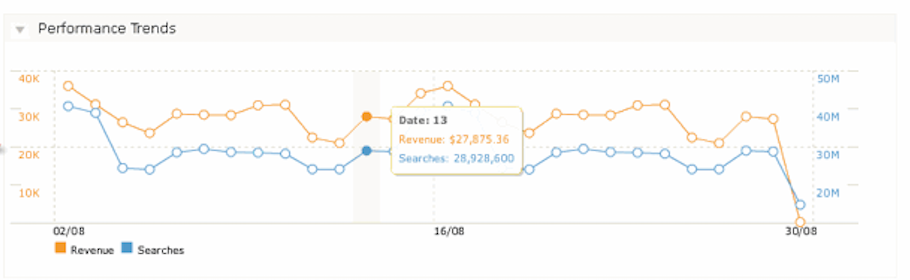 Performance Trends
40K
30K
20K
10K
50M
40M
30M
20M
Date: 13
Revenue: $27,875.36
Searches: 28,928,600
02/08
16/08
30/08
Revenue
Searches